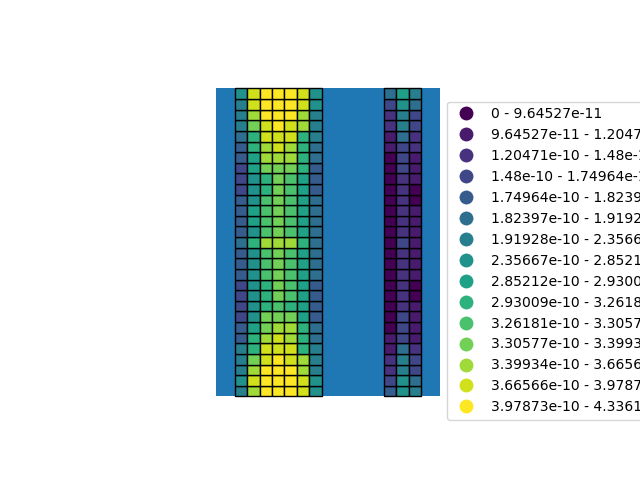 0 - 9.64527e-11
9.64527e-11 - 1.2047
1.20471e-10 - 1.48e-
1.48e-10 - 1.74964e-
1.74964e-10 - 1.8239
1.82397e-10 - 1.9192
1.91928e-10 - 2.3566
2.35667e-10 - 2.8521
2.85212e-10 - 2.9300
2.93009e-10 - 3.2618
3.26181e-10 - 3.3057
3.30577e-10 - 3.3993
3.39934e-10 - 3.6656
3.66566e-10 - 3.9787
3.97873e-10 - 4.3361